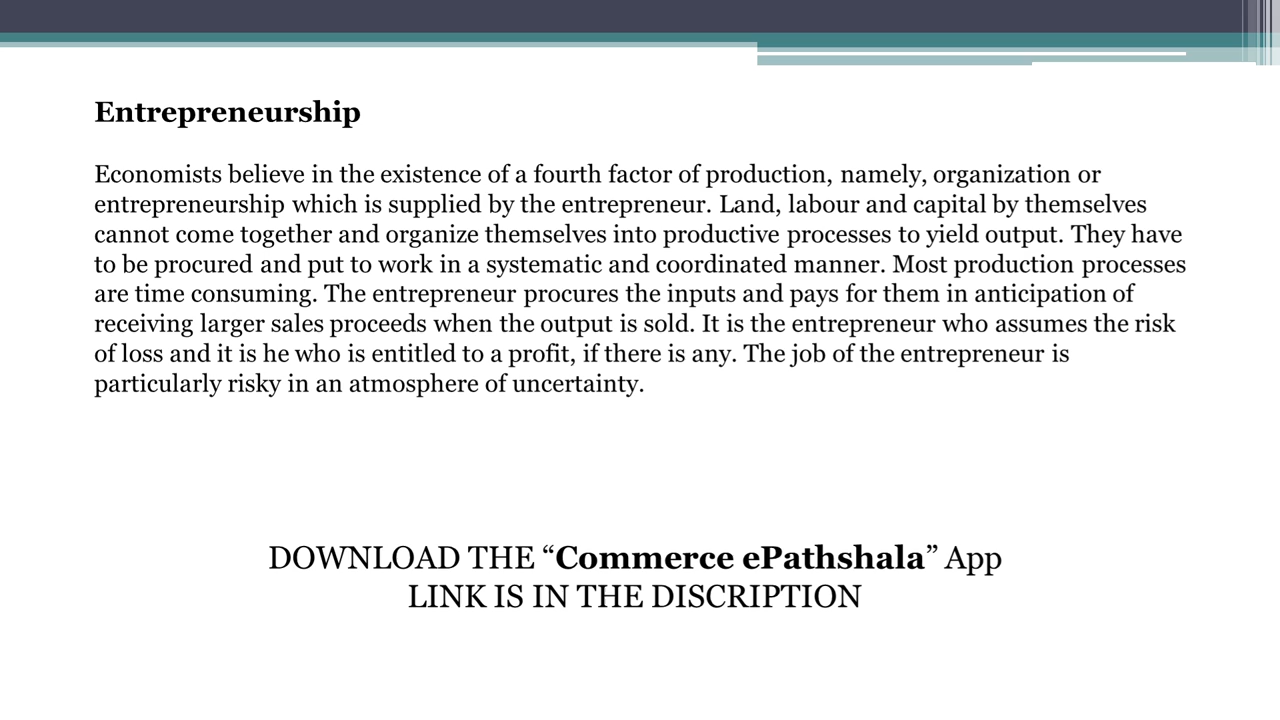 Entrepreneurship
Economists believe in the existence of a fourth factor of production, namely, organization or
entrepreneurship which is supplied by the entrepreneur. Land, labour and capital by themselves
cannot come together and organize themselves into productive processes to yield output. They have
to be procured and put to work in a systematic and coordinated manner. Most production processes
are time consuming. The entrepreneur procures the inputs and pays for them in anticipation of
receiving larger sales proceeds when the output is sold. It is the entrepreneur who assumes the risk
of loss and it is he who is entitled to a profit, if there is any. The job of the entrepreneur is
particularly risky in an atmosphere of uncertainty.
DOWNLOAD THE “Commerce ePathshala” App
LINK IS IN THE DISCRIPTION